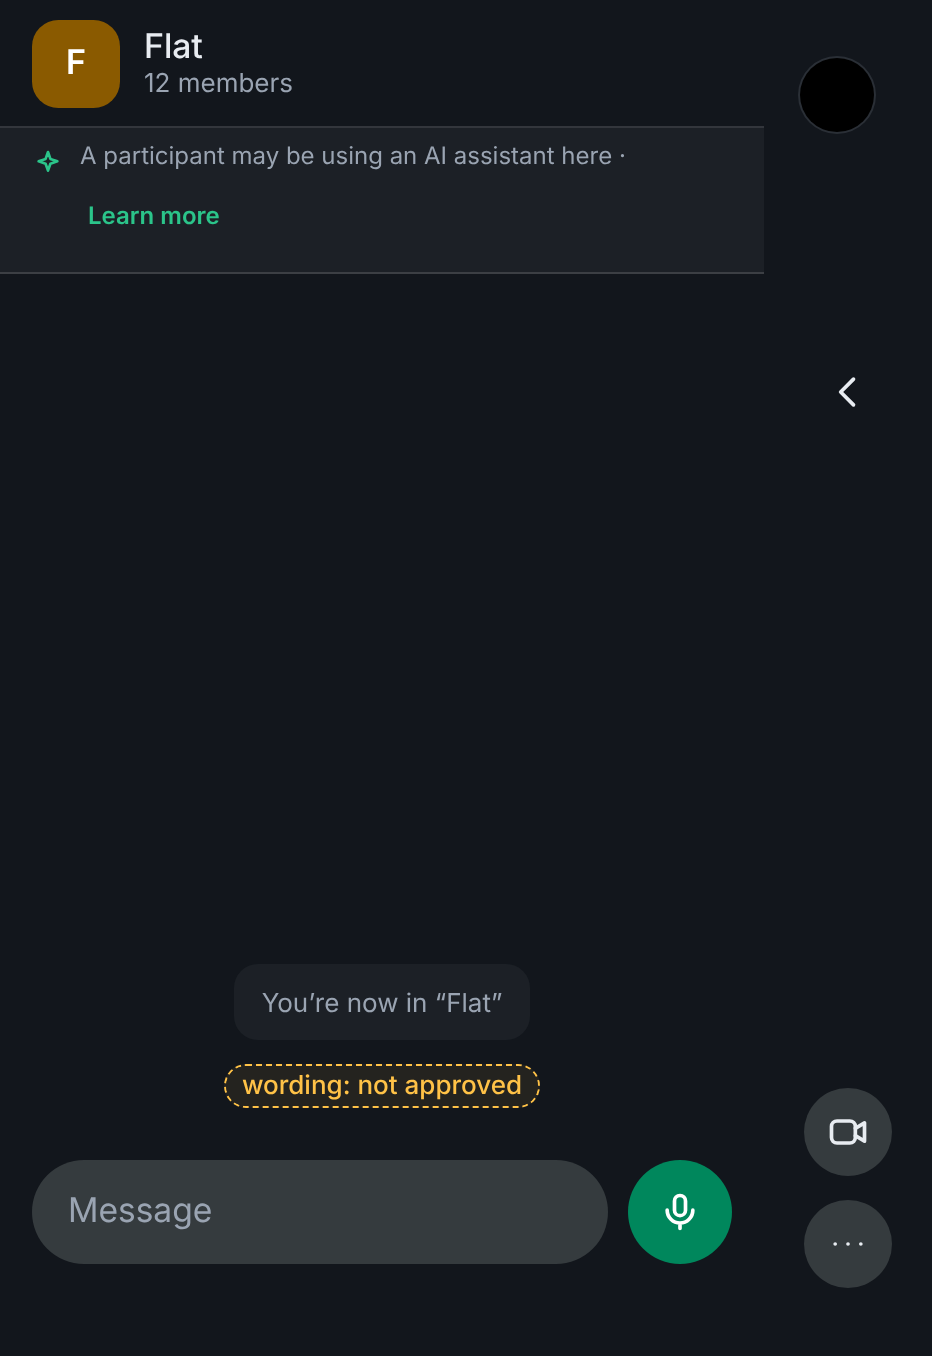 F
Flat
12 members
A participant may be using an AI assistant here ·
Learn more
You’re now in “Flat”
wording: not approved
Message